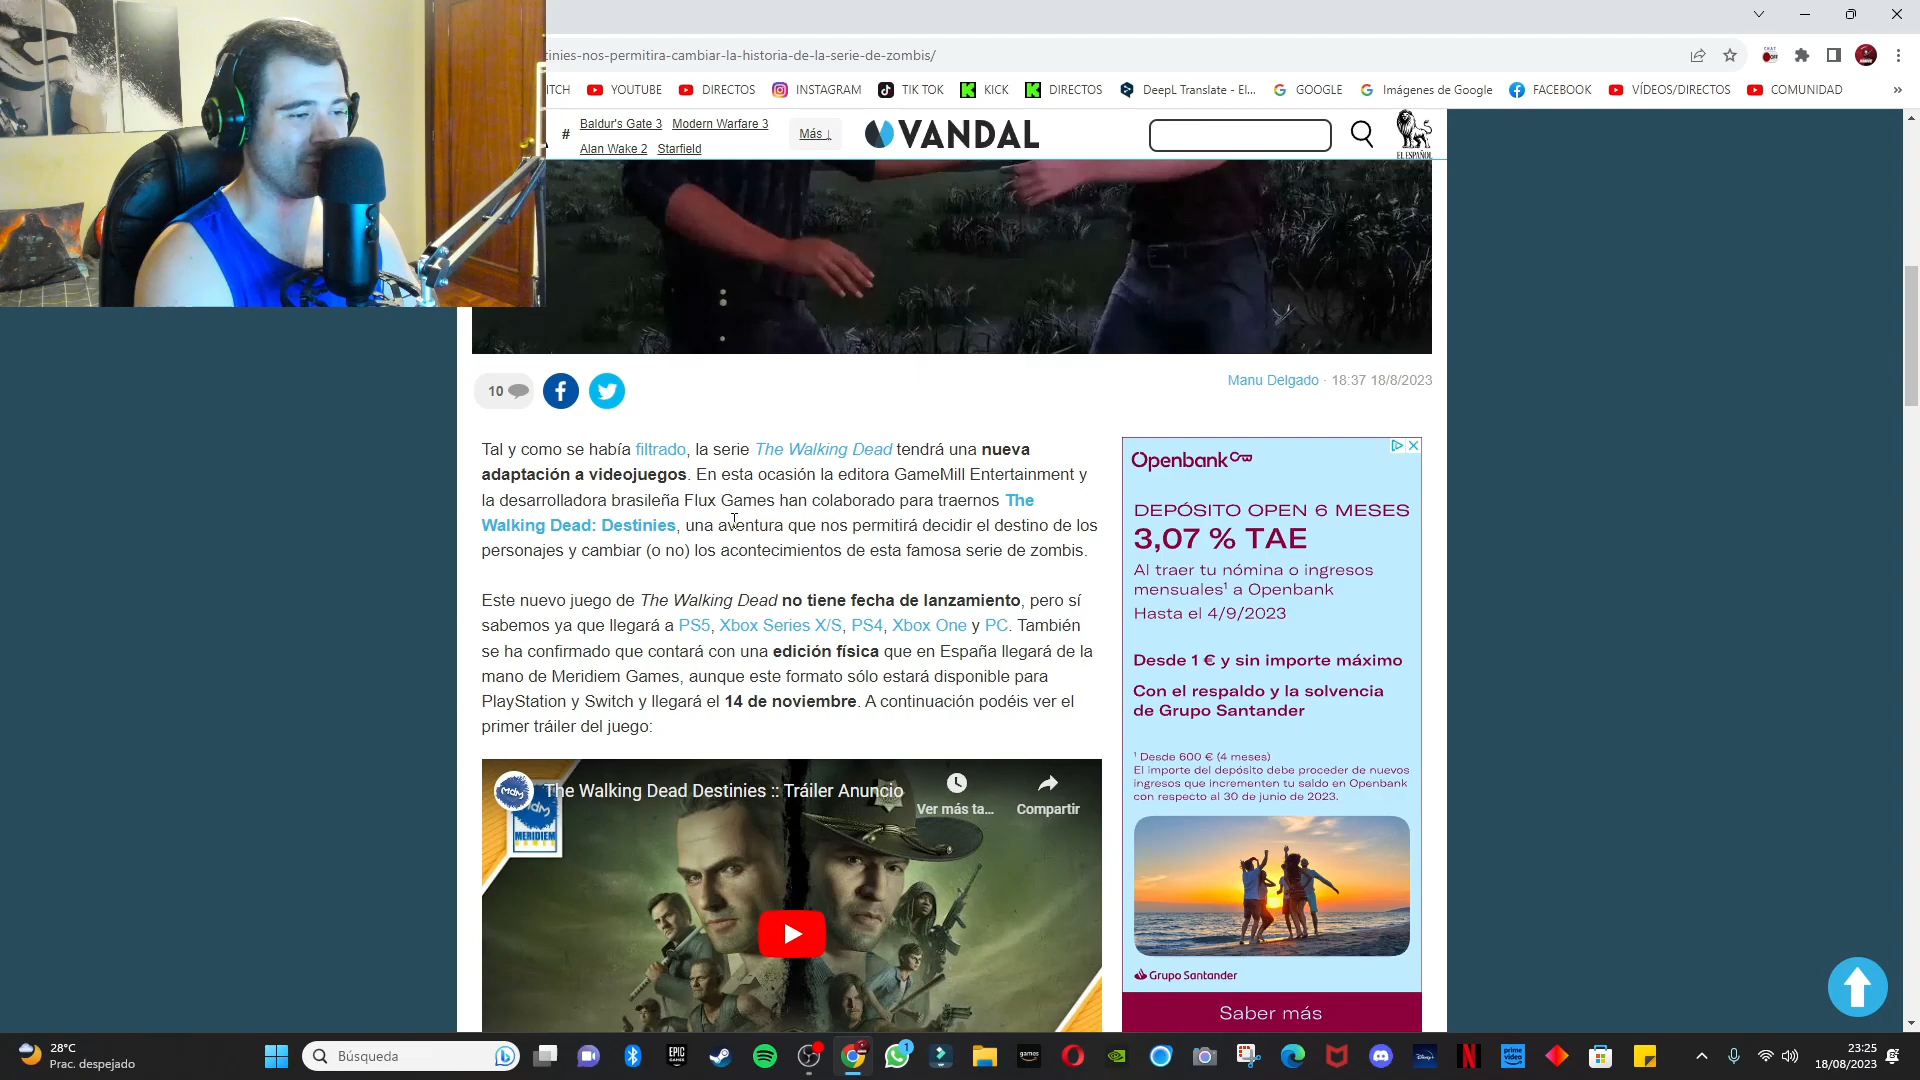 tinies-nos-permitira-cambiar-la-historia-de-la-serie-de-zombis/
ITCH YOUTUBE DIRECTOS INSTAGRAM TIK TOK KICK DIRECTOS DeepL Translate - El... GOOGLE Imágenes de Google FACEBOOK VÍDEOS/DIRECTOS COMUNIDAD »
# Baldur's Gate 3 Modern Warfare 3
Alan Wake 2 Starfield
Más ↓
VANDAL
EL ESPAÑOL
10
Manu Delgado · 18:37 18/8/2023
Tal y como se había filtrado, la serie The Walking Dead tendrá una nueva
adaptación a videojuegos. En esta ocasión la editora GameMill Entertainment y
la desarrolladora brasileña Flux Games han colaborado para traernos The
Walking Dead: Destinies, una aventura que nos permitirá decidir el destino de los
personajes y cambiar (o no) los acontecimientos de esta famosa serie de zombis.
Este nuevo juego de The Walking Dead no tiene fecha de lanzamiento, pero sí
sabemos ya que llegará a PS5, Xbox Series X/S, PS4, Xbox One y PC. También
se ha confirmado que contará con una edición física que en España llegará de la
mano de Meridiem Games, aunque este formato sólo estará disponible para
PlayStation y Switch y llegará el 14 de noviembre. A continuación podéis ver el
primer tráiler del juego:
The Walking Dead Destinies :: Tráiler Anuncio
Ver más ta...
Compartir
MERIDIEM
Openbank
DEPÓSITO OPEN 6 MESES
3,07 % TAE
Al traer tu nómina o ingresos
mensuales¹ a Openbank
Hasta el 4/9/2023
Desde 1 € y sin importe máximo
Con el respaldo y la solvencia
de Grupo Santander
¹ Desde 600 € (4 meses)
El importe del depósito debe proceder de nuevos
ingresos que incrementen tu saldo en Openbank
con respecto al 30 de junio de 2023.
Grupo Santander
Saber más
28°C
Prac. despejado
Búsqueda
EPIC GAMES
games
prime video
23:25
18/08/2023